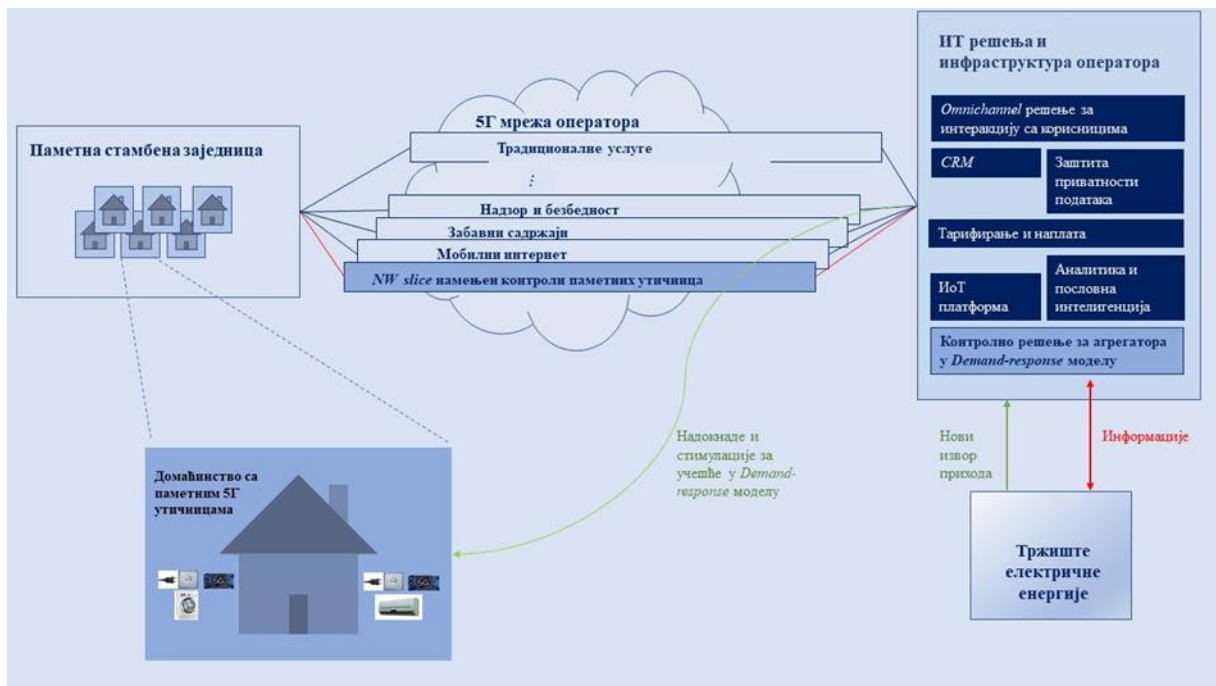 Паметна стамбена заједница
5Г мрежа оператора
Традиционалне услуге
⋮
Надзор и безбедност
Забавни садржаји
Мобилни интернет
NW slice намењен контроли паметних утичница
ИТ решења и
инфраструктура оператора
Omnichannel решење за
интеракцију са корисницима
CRM
Заштита
приватности
података
Тарифирање и наплата
ИоТ
платформа
Аналитика и
пословна
интелигенција
Контролно решење за агрегатора
у Demand-response моделу
Надокнаде и
стимулације за
учешће у Demand-
response моделу
Нови
извор
прихода
Информације
Домаћинство са
паметним 5Г
утичницама
5G
5G
Тржиште
електричне
енергије